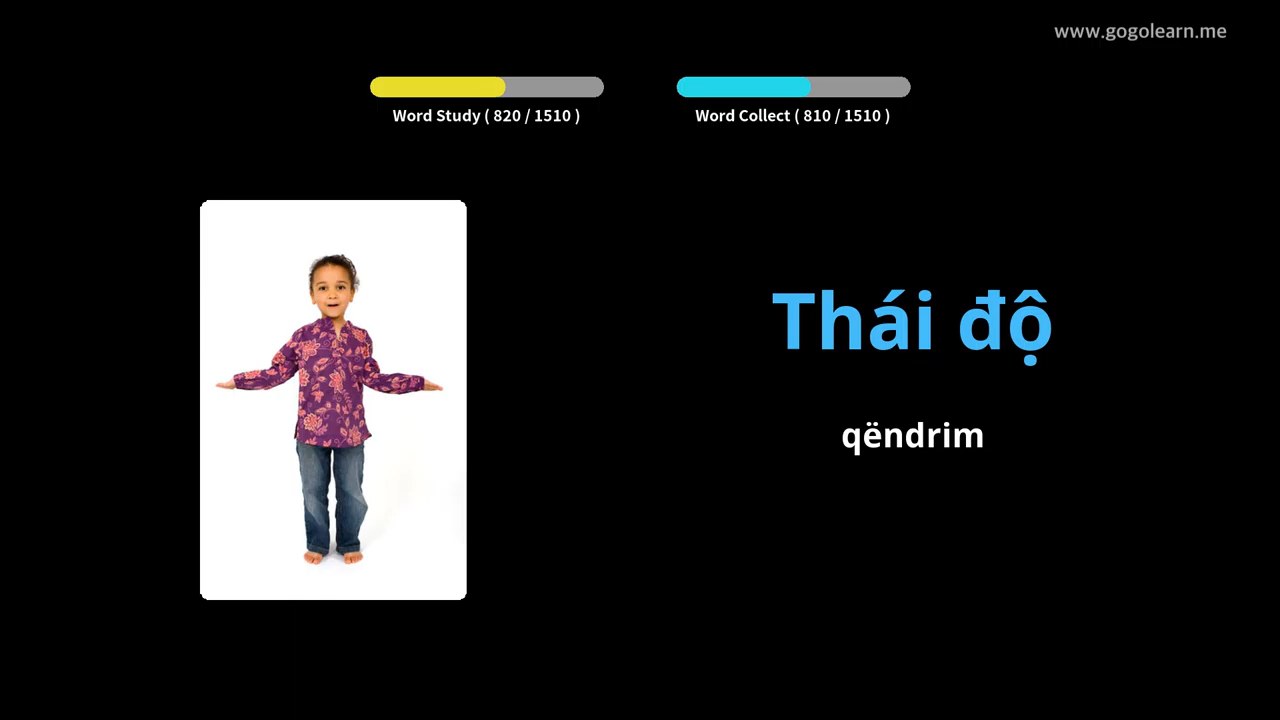 www.gogolearn.me
Word Study ( 820 / 1510 )
Word Collect ( 810 / 1510 )
Thái độ
qëndrim